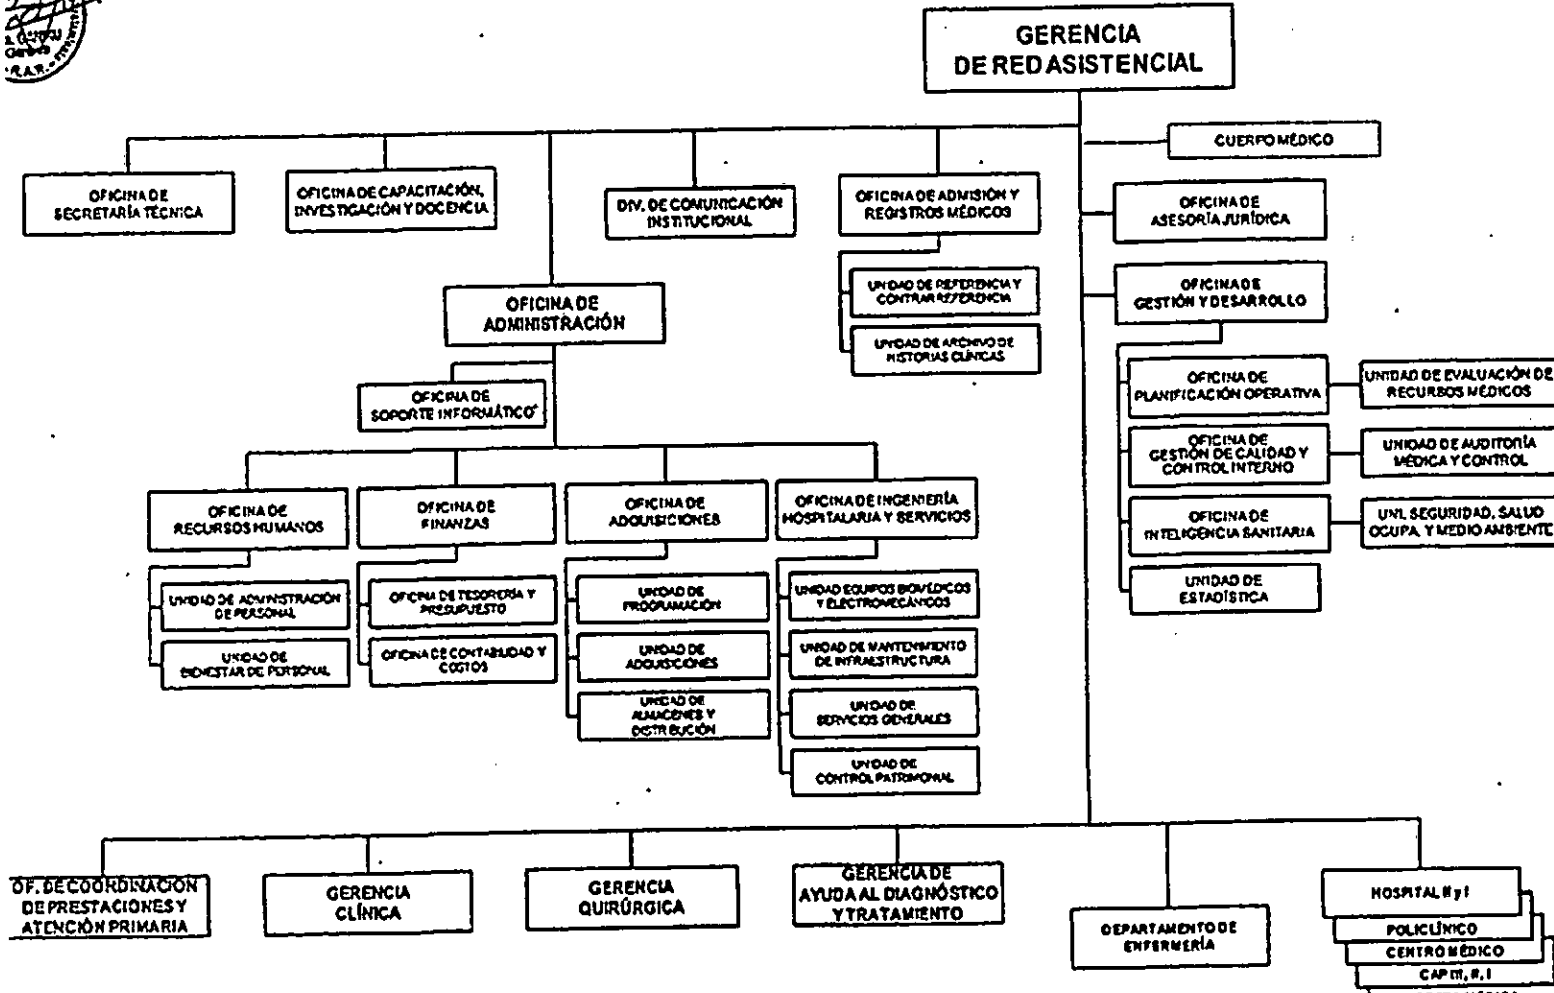 GERENCIA
DE RED ASISTENCIAL
CUERPO MÉDICO
OFICINA DE
SECRETARÍA TÉCNICA
OFICINA DE CAPACITACIÓN,
INVESTIGACIÓN Y DOCENCIA
DIV. DE COMUNICACIÓN
INSTITUCIONAL
OFICINA DE ADMISIÓN Y
REGISTROS MÉDICOS
OFICINA DE
ASESORÍA JURÍDICA
UNIDAD DE REFERENCIA Y
CONTRARREFERENCIA
UNIDAD DE ARCHIVO DE
HISTORIAS CLÍNICAS
OFICINA DE
GESTIÓN Y DESARROLLO
OFICINA DE
ADMINISTRACIÓN
OFICINA DE
SOPORTE INFORMÁTICO
OFICINA DE
PLANIFICACIÓN OPERATIVA
UNIDAD DE EVALUACIÓN DE
RECURSOS MÉDICOS
OFICINA DE
GESTIÓN DE CALIDAD Y
CONTROL INTERNO
UNIDAD DE AUDITORÍA
MÉDICA Y CONTROL
OFICINA DE
INTELIGENCIA SANITARIA
UNI. SEGURIDAD, SALUD
OCUPA. Y MEDIO AMBIENTE
UNIDAD DE
ESTADÍSTICA
OFICINA DE
RECURSOS HUMANOS
OFICINA DE
FINANZAS
OFICINA DE
ADQUISICIONES
OFICINA DE INGENIERÍA
HOSPITALARIA Y SERVICIOS
UNIDAD DE ADMINISTRACIÓN
DE PERSONAL
UNIDAD DE
BIENESTAR DE PERSONAL
OFICINA DE TESORERÍA Y
PRESUPUESTO
OFICINA DE CONTABILIDAD Y
COSTOS
UNIDAD DE
PROGRAMACIÓN
UNIDAD DE
ADQUISICIONES
UNIDAD DE
ALMACENES Y
DISTRIBUCIÓN
UNIDAD EQUIPOS BIOMÉDICOS
Y ELECTROMECÁNICOS
UNIDAD DE MANTENIMIENTO
DE INFRAESTRUCTURA
UNIDAD DE
SERVICIOS GENERALES
UNIDAD DE
CONTROL PATRIMONIAL
OF. DE COORDINACIÓN
DE PRESTACIONES Y
ATENCIÓN PRIMARIA
GERENCIA
CLÍNICA
GERENCIA
QUIRÚRGICA
GERENCIA DE
AYUDA AL DIAGNÓSTICO
Y TRATAMIENTO
DEPARTAMENTO DE
ENFERMERÍA
HOSPITAL II y I
POLICLÍNICO
CENTRO MÉDICO
CAP III, II, I